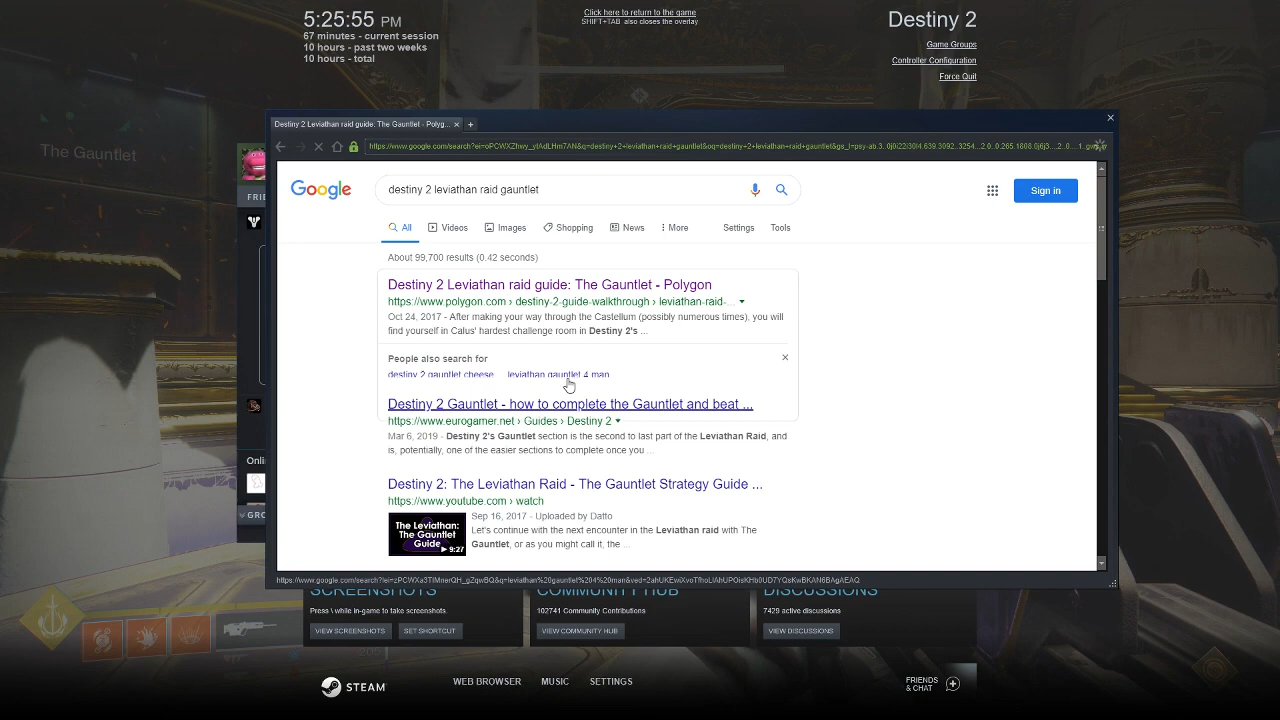 5:25:55 PM
67 minutes - current session
10 hours - past two weeks
10 hours - total
Click here to return to the game
SHIFT+TAB also closes the overlay
Destiny 2
Game Groups
Controller Configuration
Force Quit
The Gauntlet
Destiny 2 Leviathan raid guide: The Gauntlet - Polyg...
FRIE
Google
destiny 2 leviathan raid gauntlet
Sign in
All
Videos
Images
Shopping
News
More
Settings
Tools
About 99,700 results (0.42 seconds)
Destiny 2 Leviathan raid guide: The Gauntlet - Polygon
https://www.polygon.com › destiny-2-guide-walkthrough › leviathan-raid-...
Oct 24, 2017 - After making your way through the Castellum (possibly numerous times), you will
find yourself in Calus' hardest challenge room in Destiny 2's ...
People also search for
destiny 2 gauntlet cheese
leviathan gauntlet 4 man
Destiny 2 Gauntlet - how to complete the Gauntlet and beat ...
https://www.eurogamer.net › Guides › Destiny 2
Mar 6, 2019 - Destiny 2's Gauntlet section is the second to last part of the Leviathan Raid, and
is, potentially, one of the easier sections to complete once you ...
Onli
Destiny 2: The Leviathan Raid - The Gauntlet Strategy Guide ...
https://www.youtube.com › watch
Sep 16, 2017 - Uploaded by Datto
Let's continue with the next encounter in the Leviathan raid with The
Gauntlet, or as you might call it, the ...
The Leviathan:
The Gauntlet
Guide
9:27
GRO
SCREENSHOTS
COMMUNITY HUB
DISCUSSIONS
Press \ while in-game to take screenshots.
102741 Community Contributions
7429 active discussions
VIEW SCREENSHOTS
SET SHORTCUT
VIEW COMMUNITY HUB
VIEW DISCUSSIONS
STEAM
WEB BROWSER
MUSIC
SETTINGS
FRIENDS
& CHAT